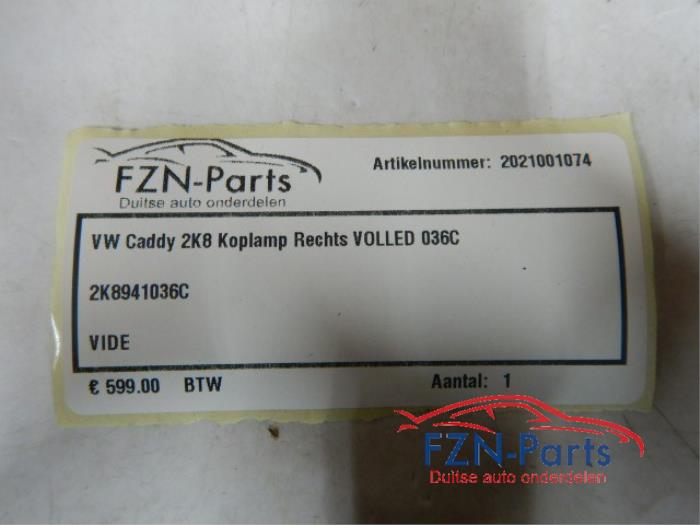 FZN-Parts
Duitse auto onderdelen
Artikelnummer: 2021001074
VW Caddy 2K8 Koplamp Rechts VOLLED 036C
2K8941036C
VIDE
€ 599.00 BTW
Aantal: 1
FZN-Parts
Duitse auto onderdelen